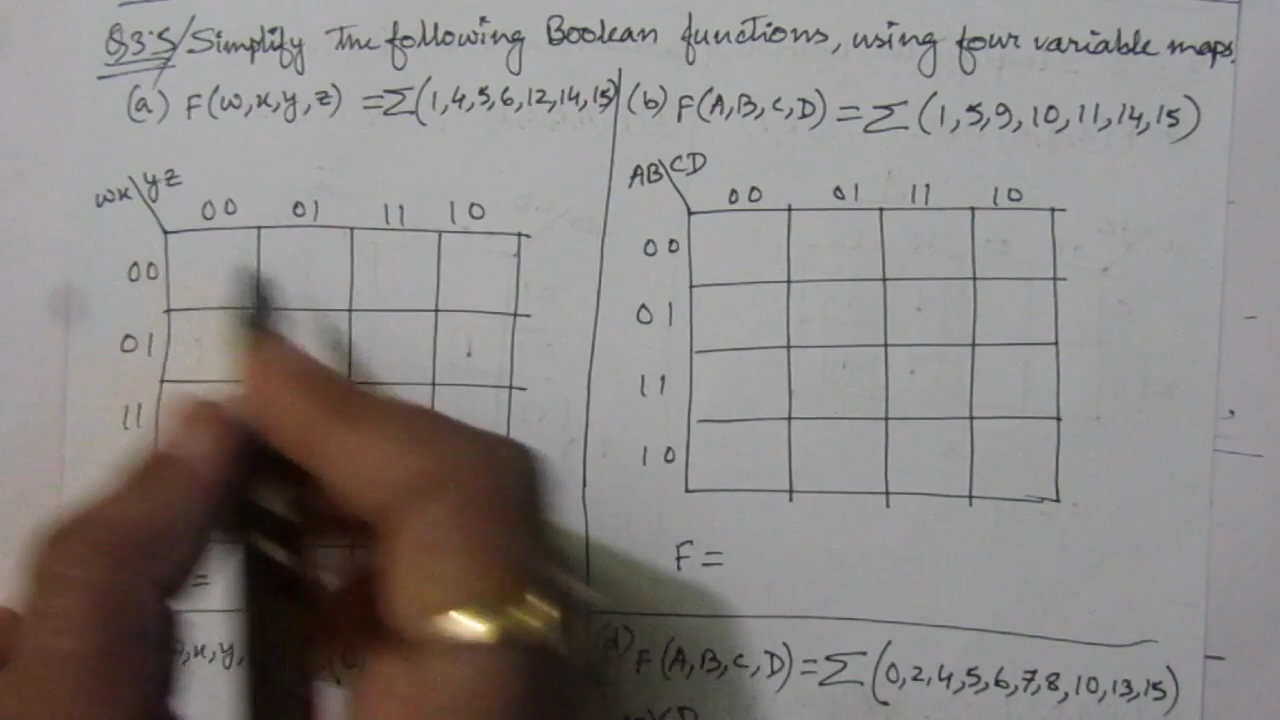 Q3.5/ Simplify The following Boolean functions, using four variable maps.
(a) F(w,x,y,z) = Σ(1,4,5,6,12,14,15)
(b) F(A,B,C,D) = Σ(1,5,9,10,11,14,15)
wx\yz
00 01 11 10
00
01
11
AB\CD
00 01 11 10
00
01
11
10
=
F =
x,y,
(d) F(A,B,C,D) = Σ(0,2,4,5,6,7,8,10,13,15)
CD